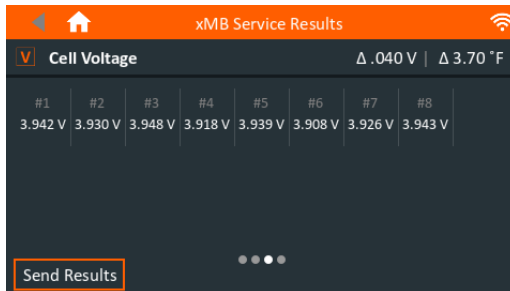 xMB Service Results
V Cell Voltage Δ .040 V | Δ 3.70 ˚F
#1 #2 #3 #4 #5 #6 #7 #8
3.942 V 3.930 V 3.948 V 3.918 V 3.939 V 3.908 V 3.926 V 3.943 V
Send Results